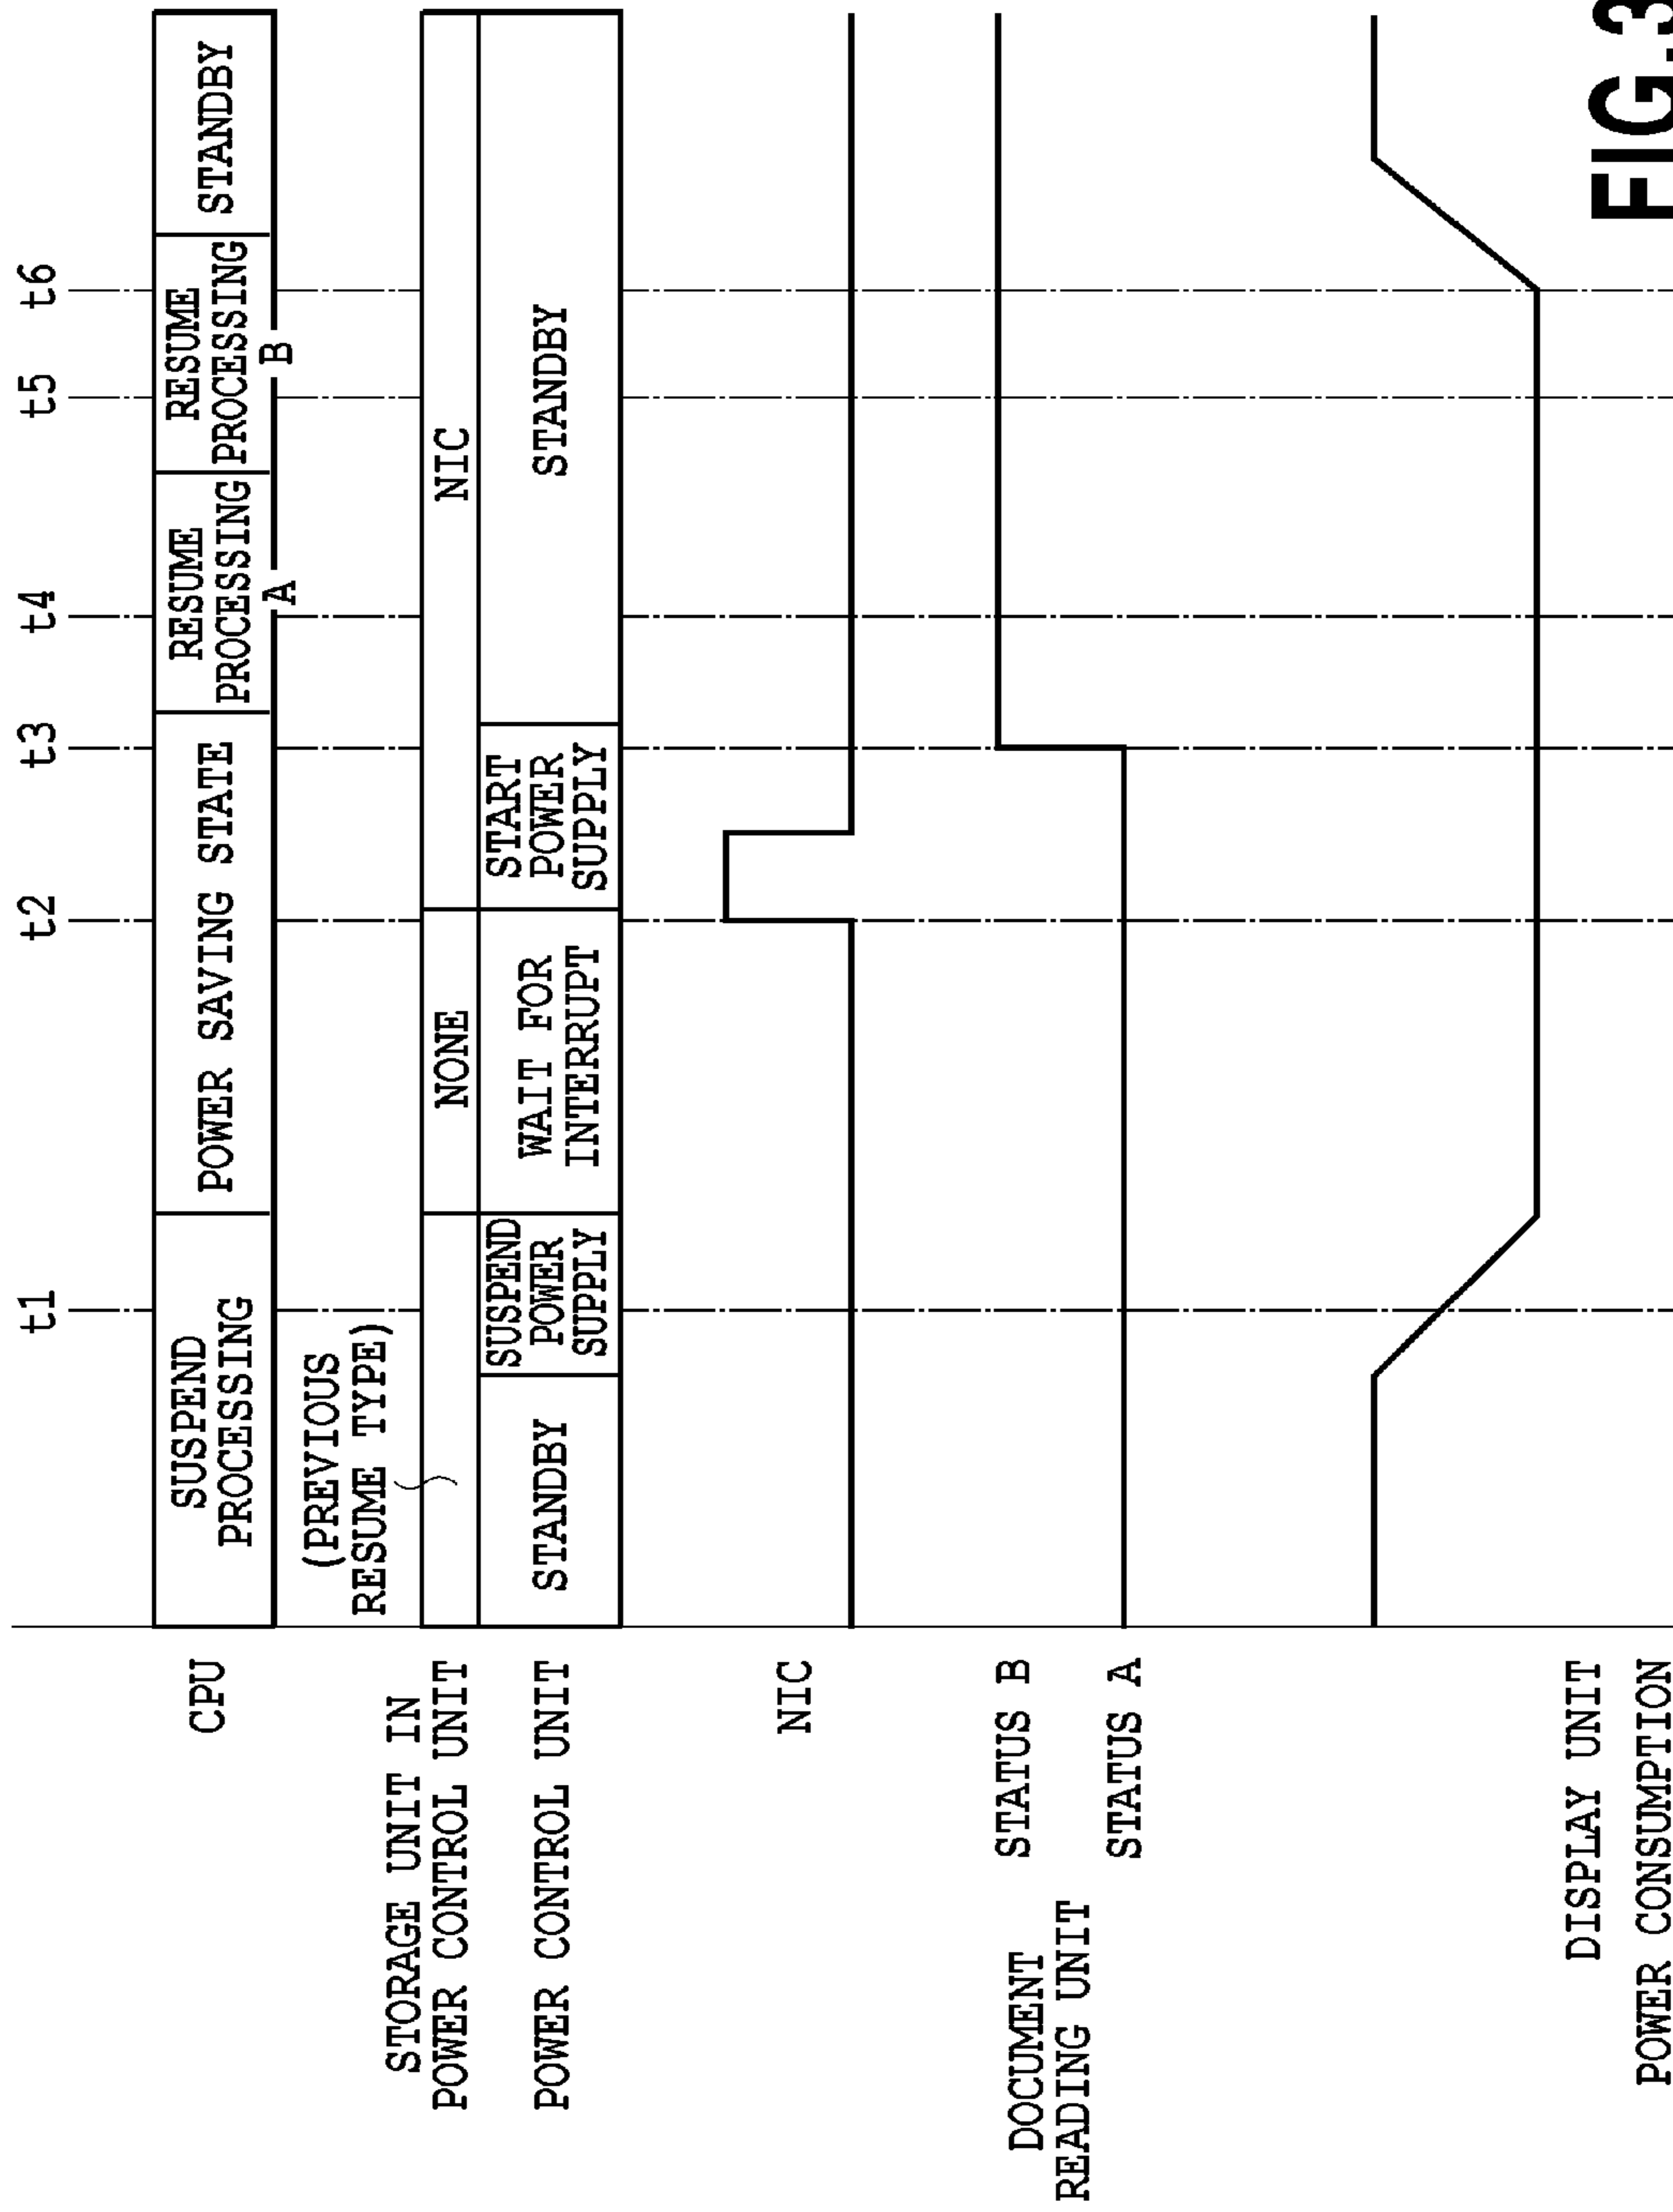 t1
t2
t3
t4
t5
t6
CPU
SUSPEND
PROCESSING
POWER SAVING STATE
RESUME
PROCESSING
A
RESUME
PROCESSING
B
STANDBY
(PREVIOUS
RESUME TYPE)
STORAGE UNIT IN
POWER CONTROL UNIT
NONE
NIC
POWER CONTROL UNIT
STANDBY
SUSPEND
POWER
SUPPLY
WAIT FOR
INTERRUPT
START
POWER
SUPPLY
STANDBY
NIC
DOCUMENT
READING UNIT
STATUS B
STATUS A
DISPLAY UNIT
POWER CONSUMPTION
FIG.3